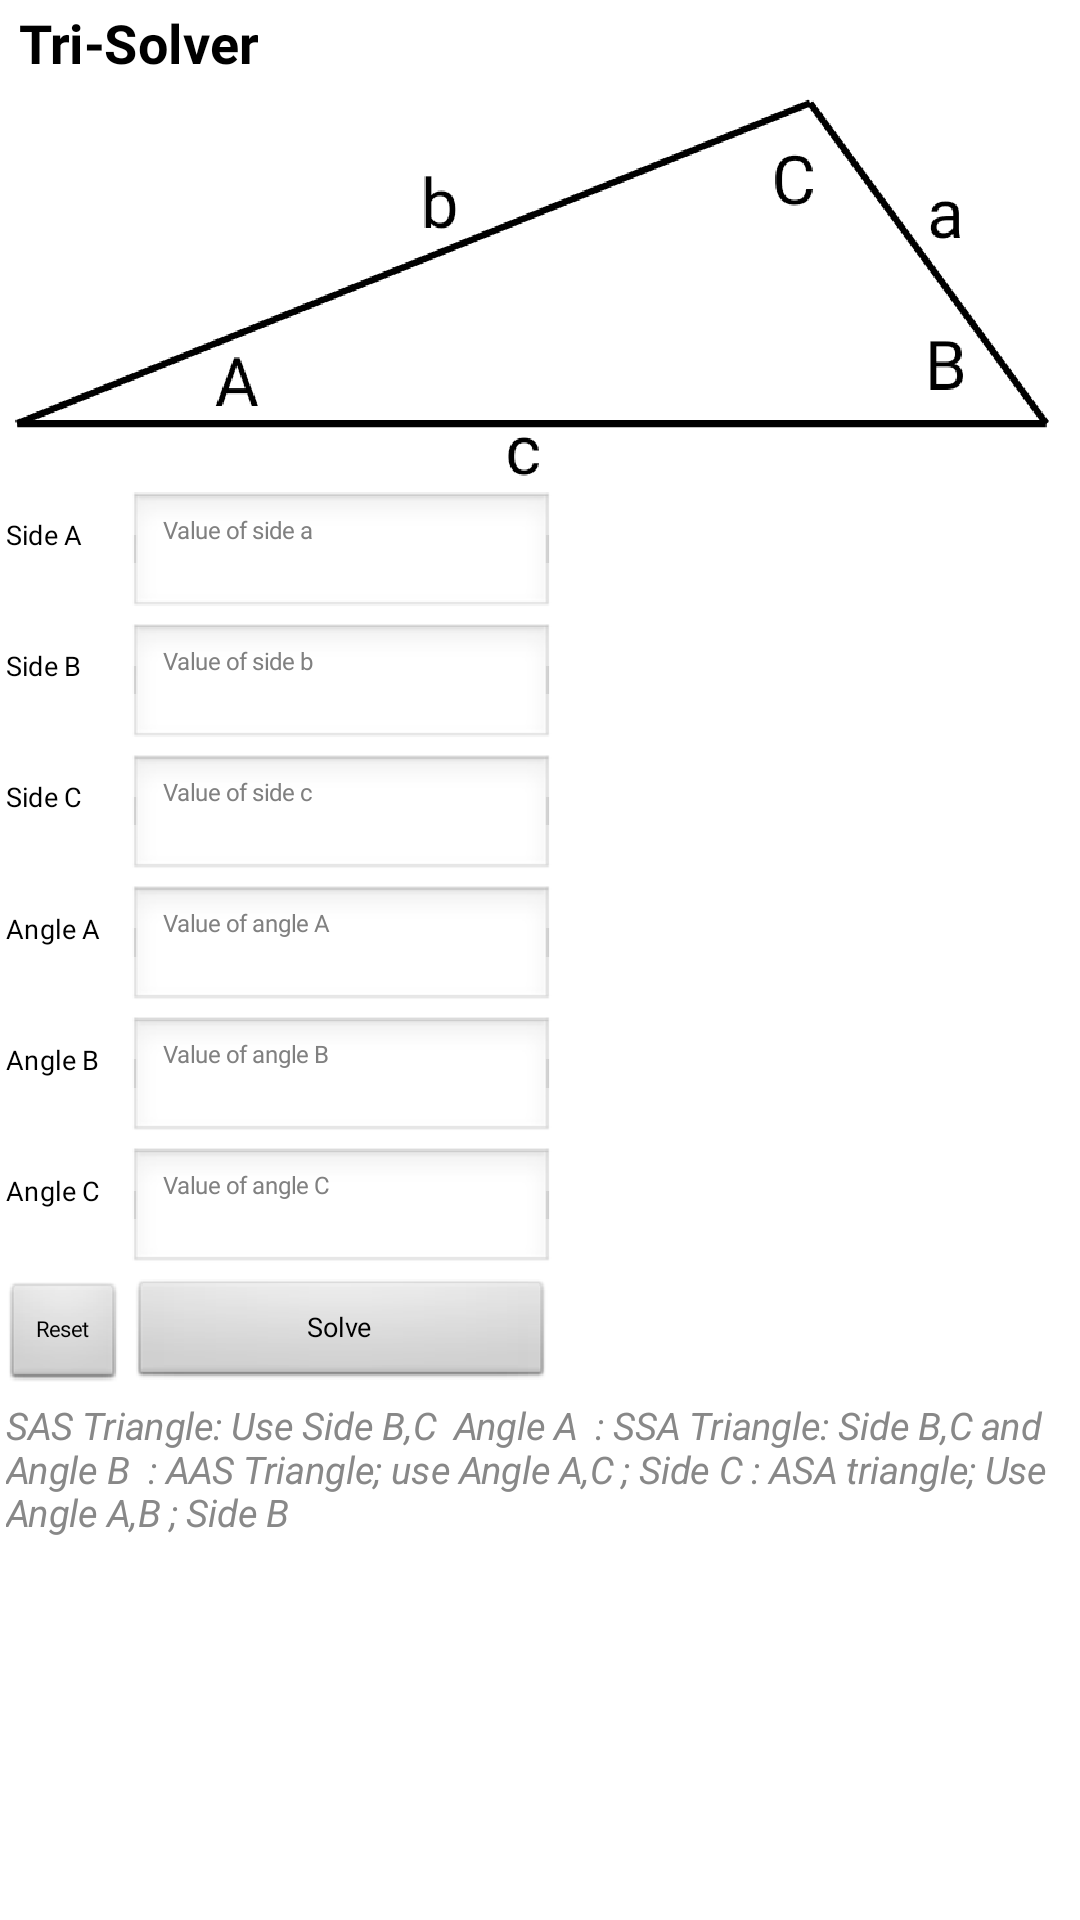 Tri-Solver
b
C
a
A
B
c
Side A
Value of side a
Side B
Value of side b
Side C
Value of side c
Angle A
Value of angle A
Angle B
Value of angle B
Angle C
Value of angle C
Reset
Solve
SAS Triangle: Use Side B,C  Angle A  : SSA Triangle: Side B,C and
Angle B  : AAS Triangle; use Angle A,C ; Side C : ASA triangle; Use
Angle A,B ; Side B